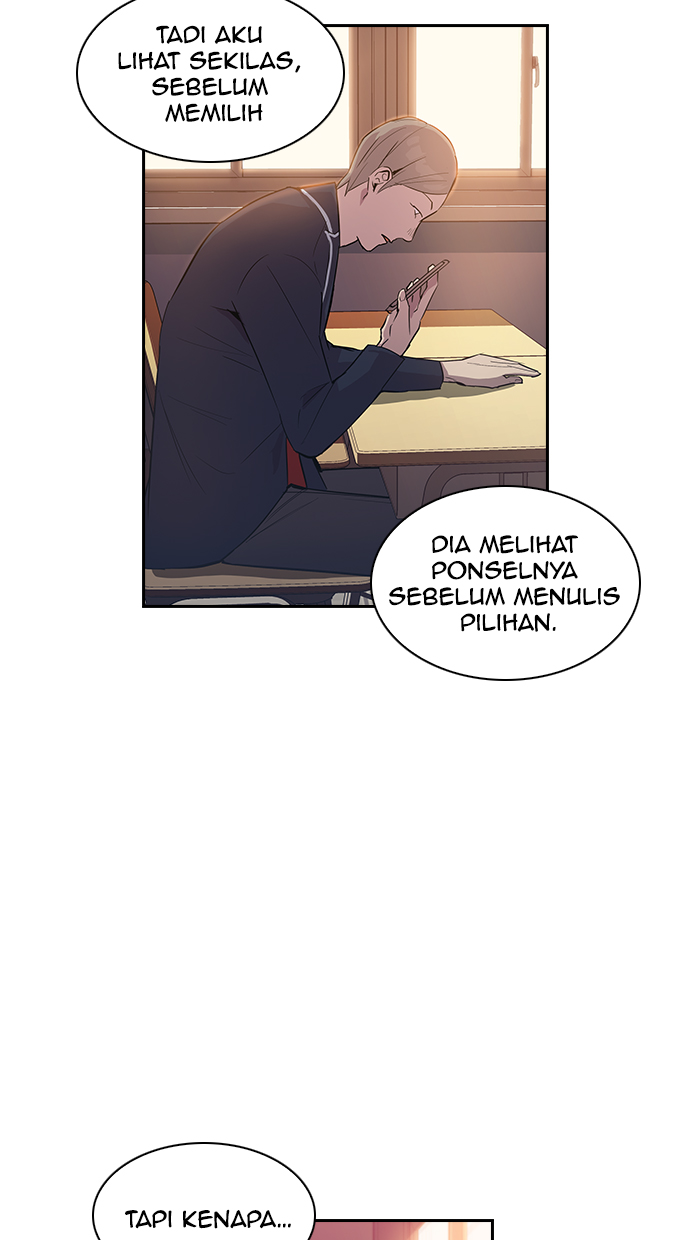 TADI AKU
LIHAT SEKILAS,
SEBELUM
MEMILIH
DIA MELIHAT
PONSELNYA
SEBELUM MENULIS
PILIHAN.
TAPI KENAPA...